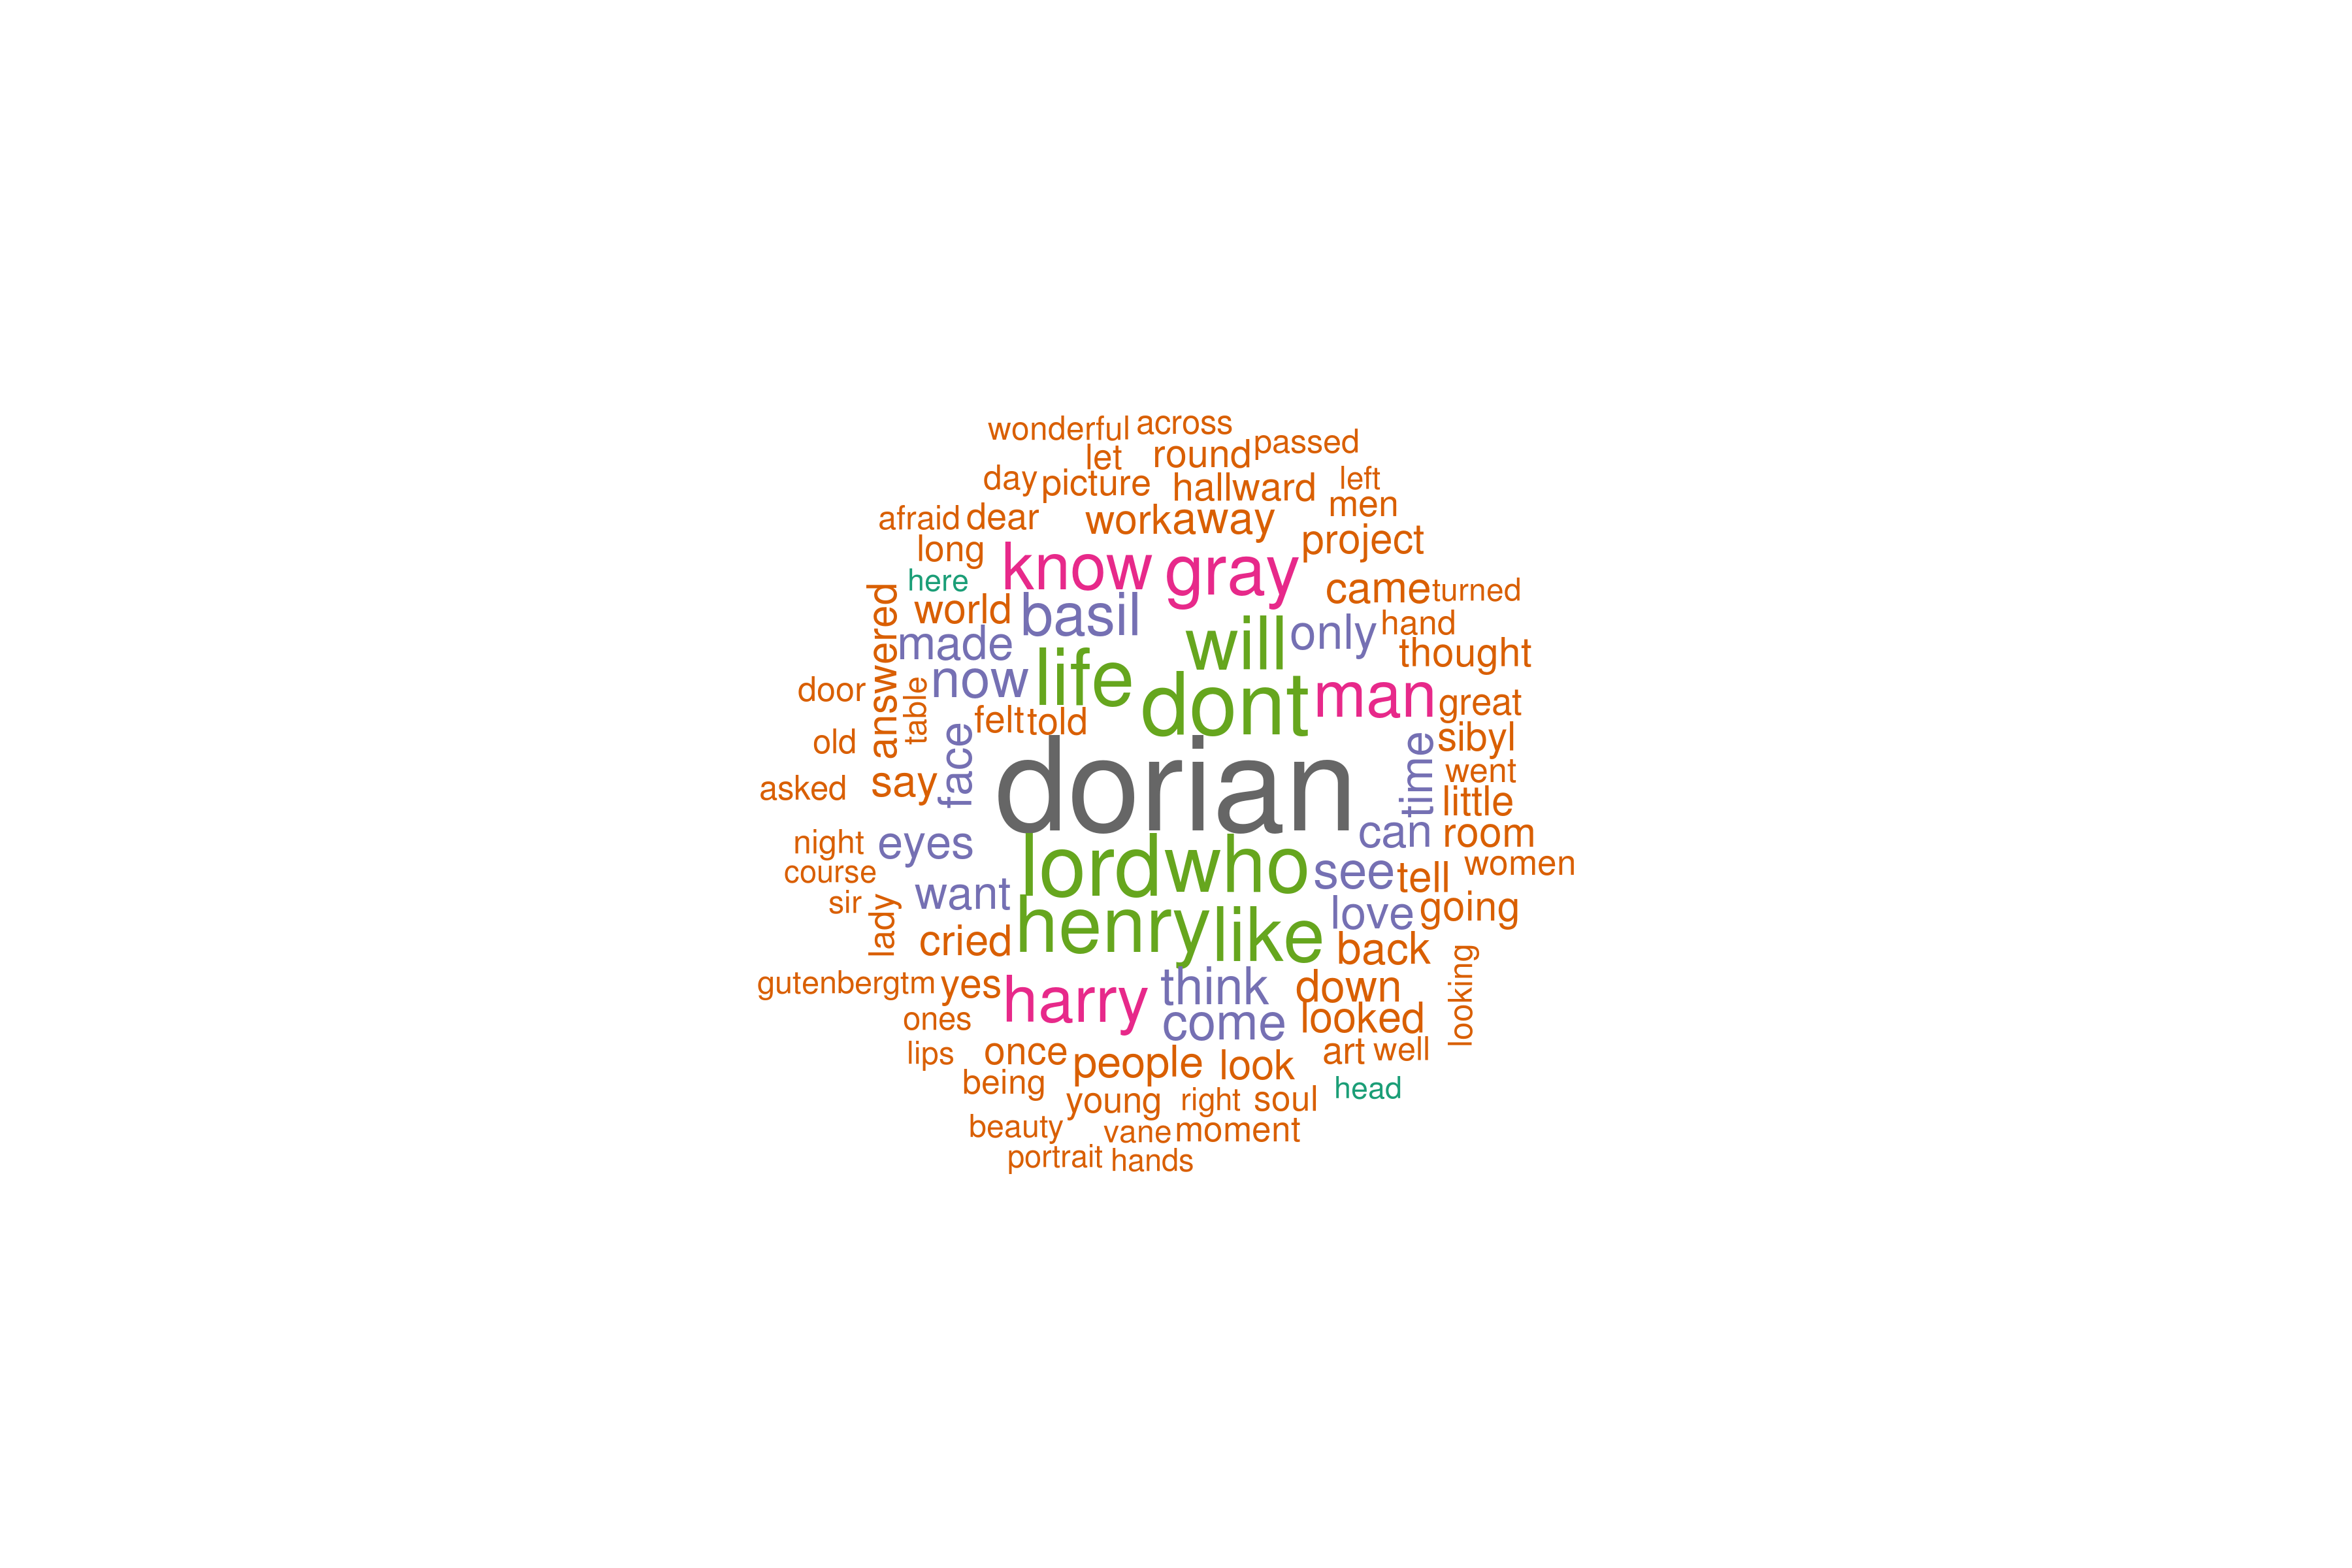 wonderful across
let round passed
day picture hallward left
afraid dear work away men
long know gray project
here world basil came turned
answered made will only hand
now life thought
door table dont man great
felt told
old face dorian time sibyl
asked say went
little
night eyes can room
course lord who see tell women
sir want love going
lady cried henry like back
looking
gutenbergtm yes harry think down
ones come looked
lips once people look art well
being head
young right soul
beauty vane moment
portrait hands